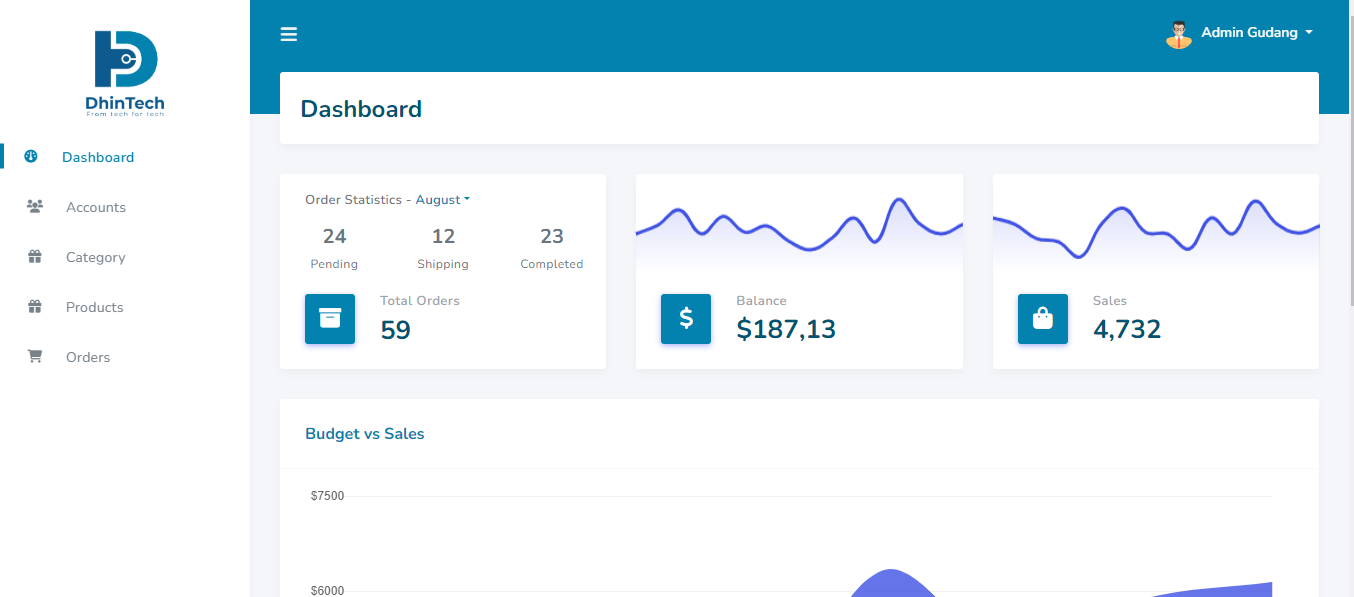 DhinTech
From tech for tech
Dashboard
Accounts
Category
Products
Orders
Admin Gudang
Dashboard
Order Statistics - August
24 12 23
Pending Shipping Completed
Total Orders
59
$
Balance
$187,13
Sales
4,732
Budget vs Sales
$7500
$6000